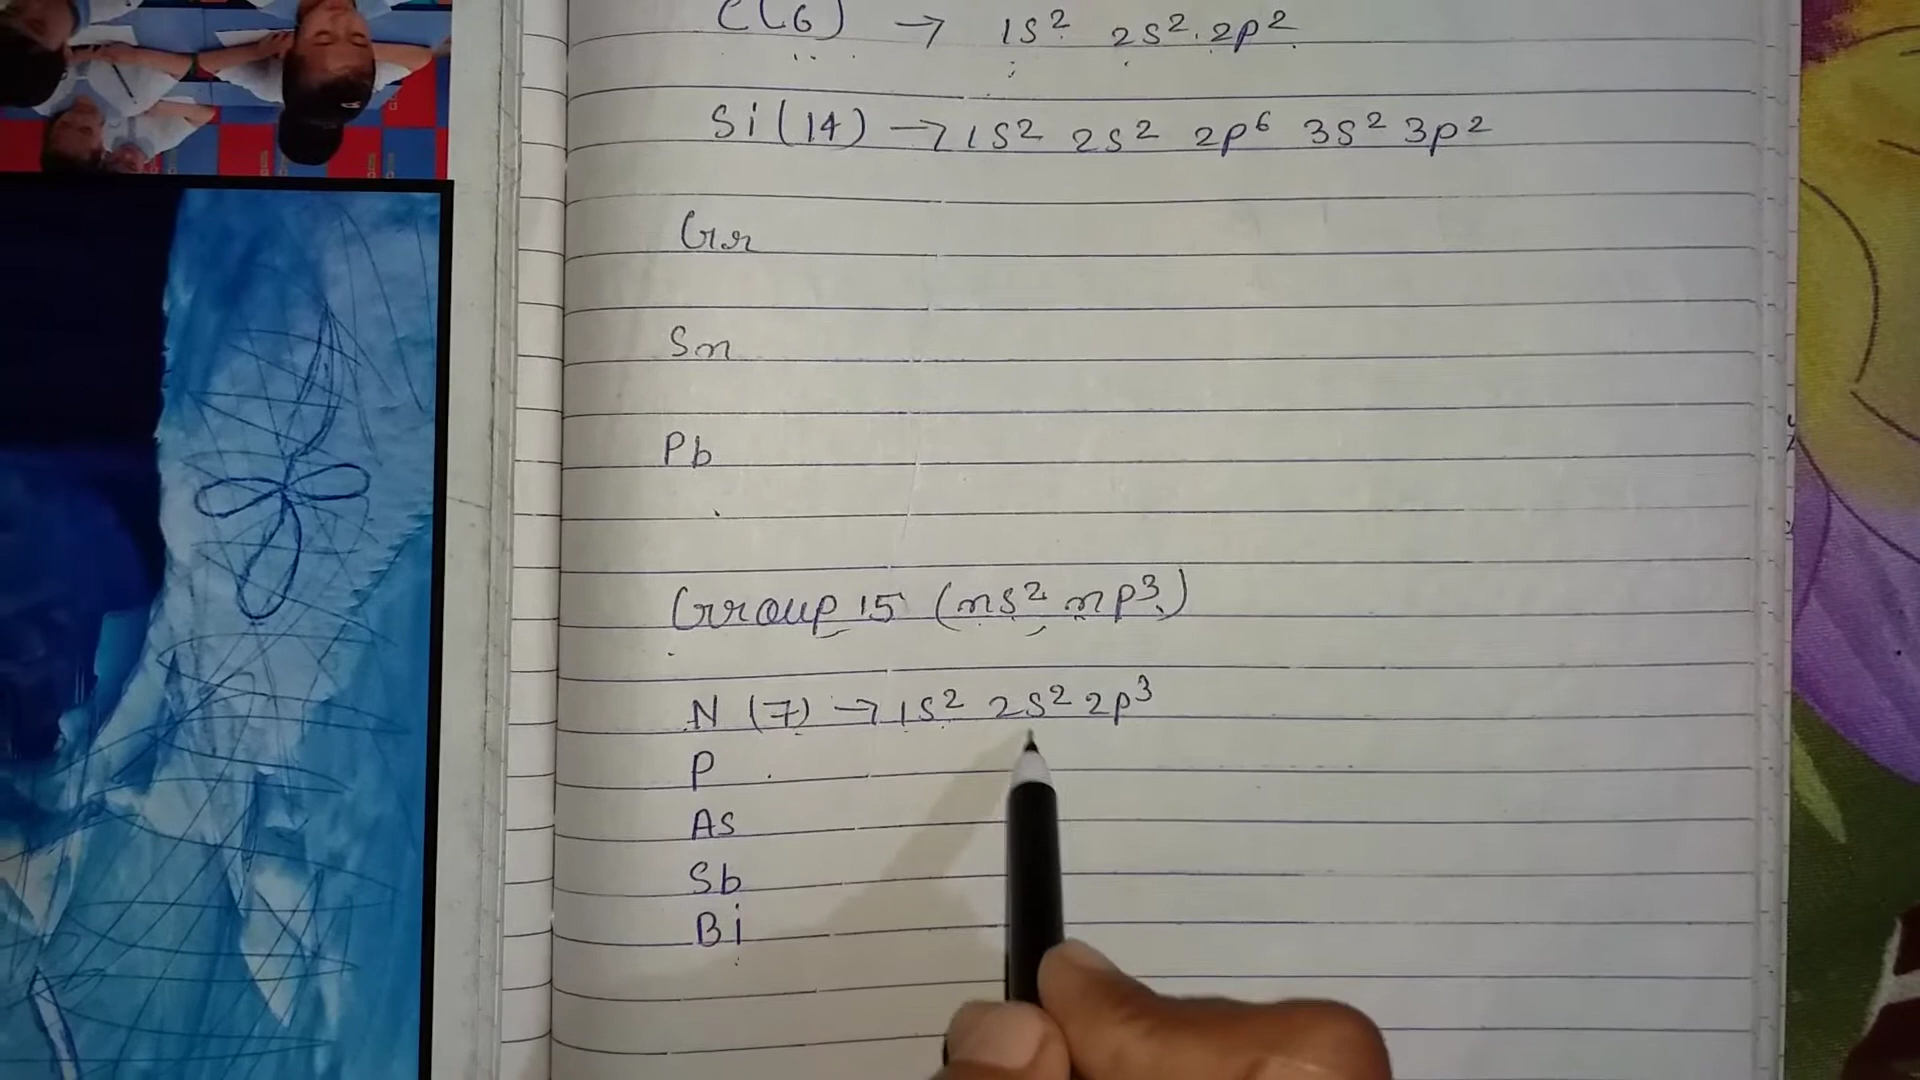 C(6) → 1s² 2s² 2p²
Si(14) → 1s² 2s² 2p⁶ 3s² 3p²
Gr
Sn
Pb
Group 15 (ns² np³)
N (7) → 1s² 2s² 2p³
P
As
Sb
Bi